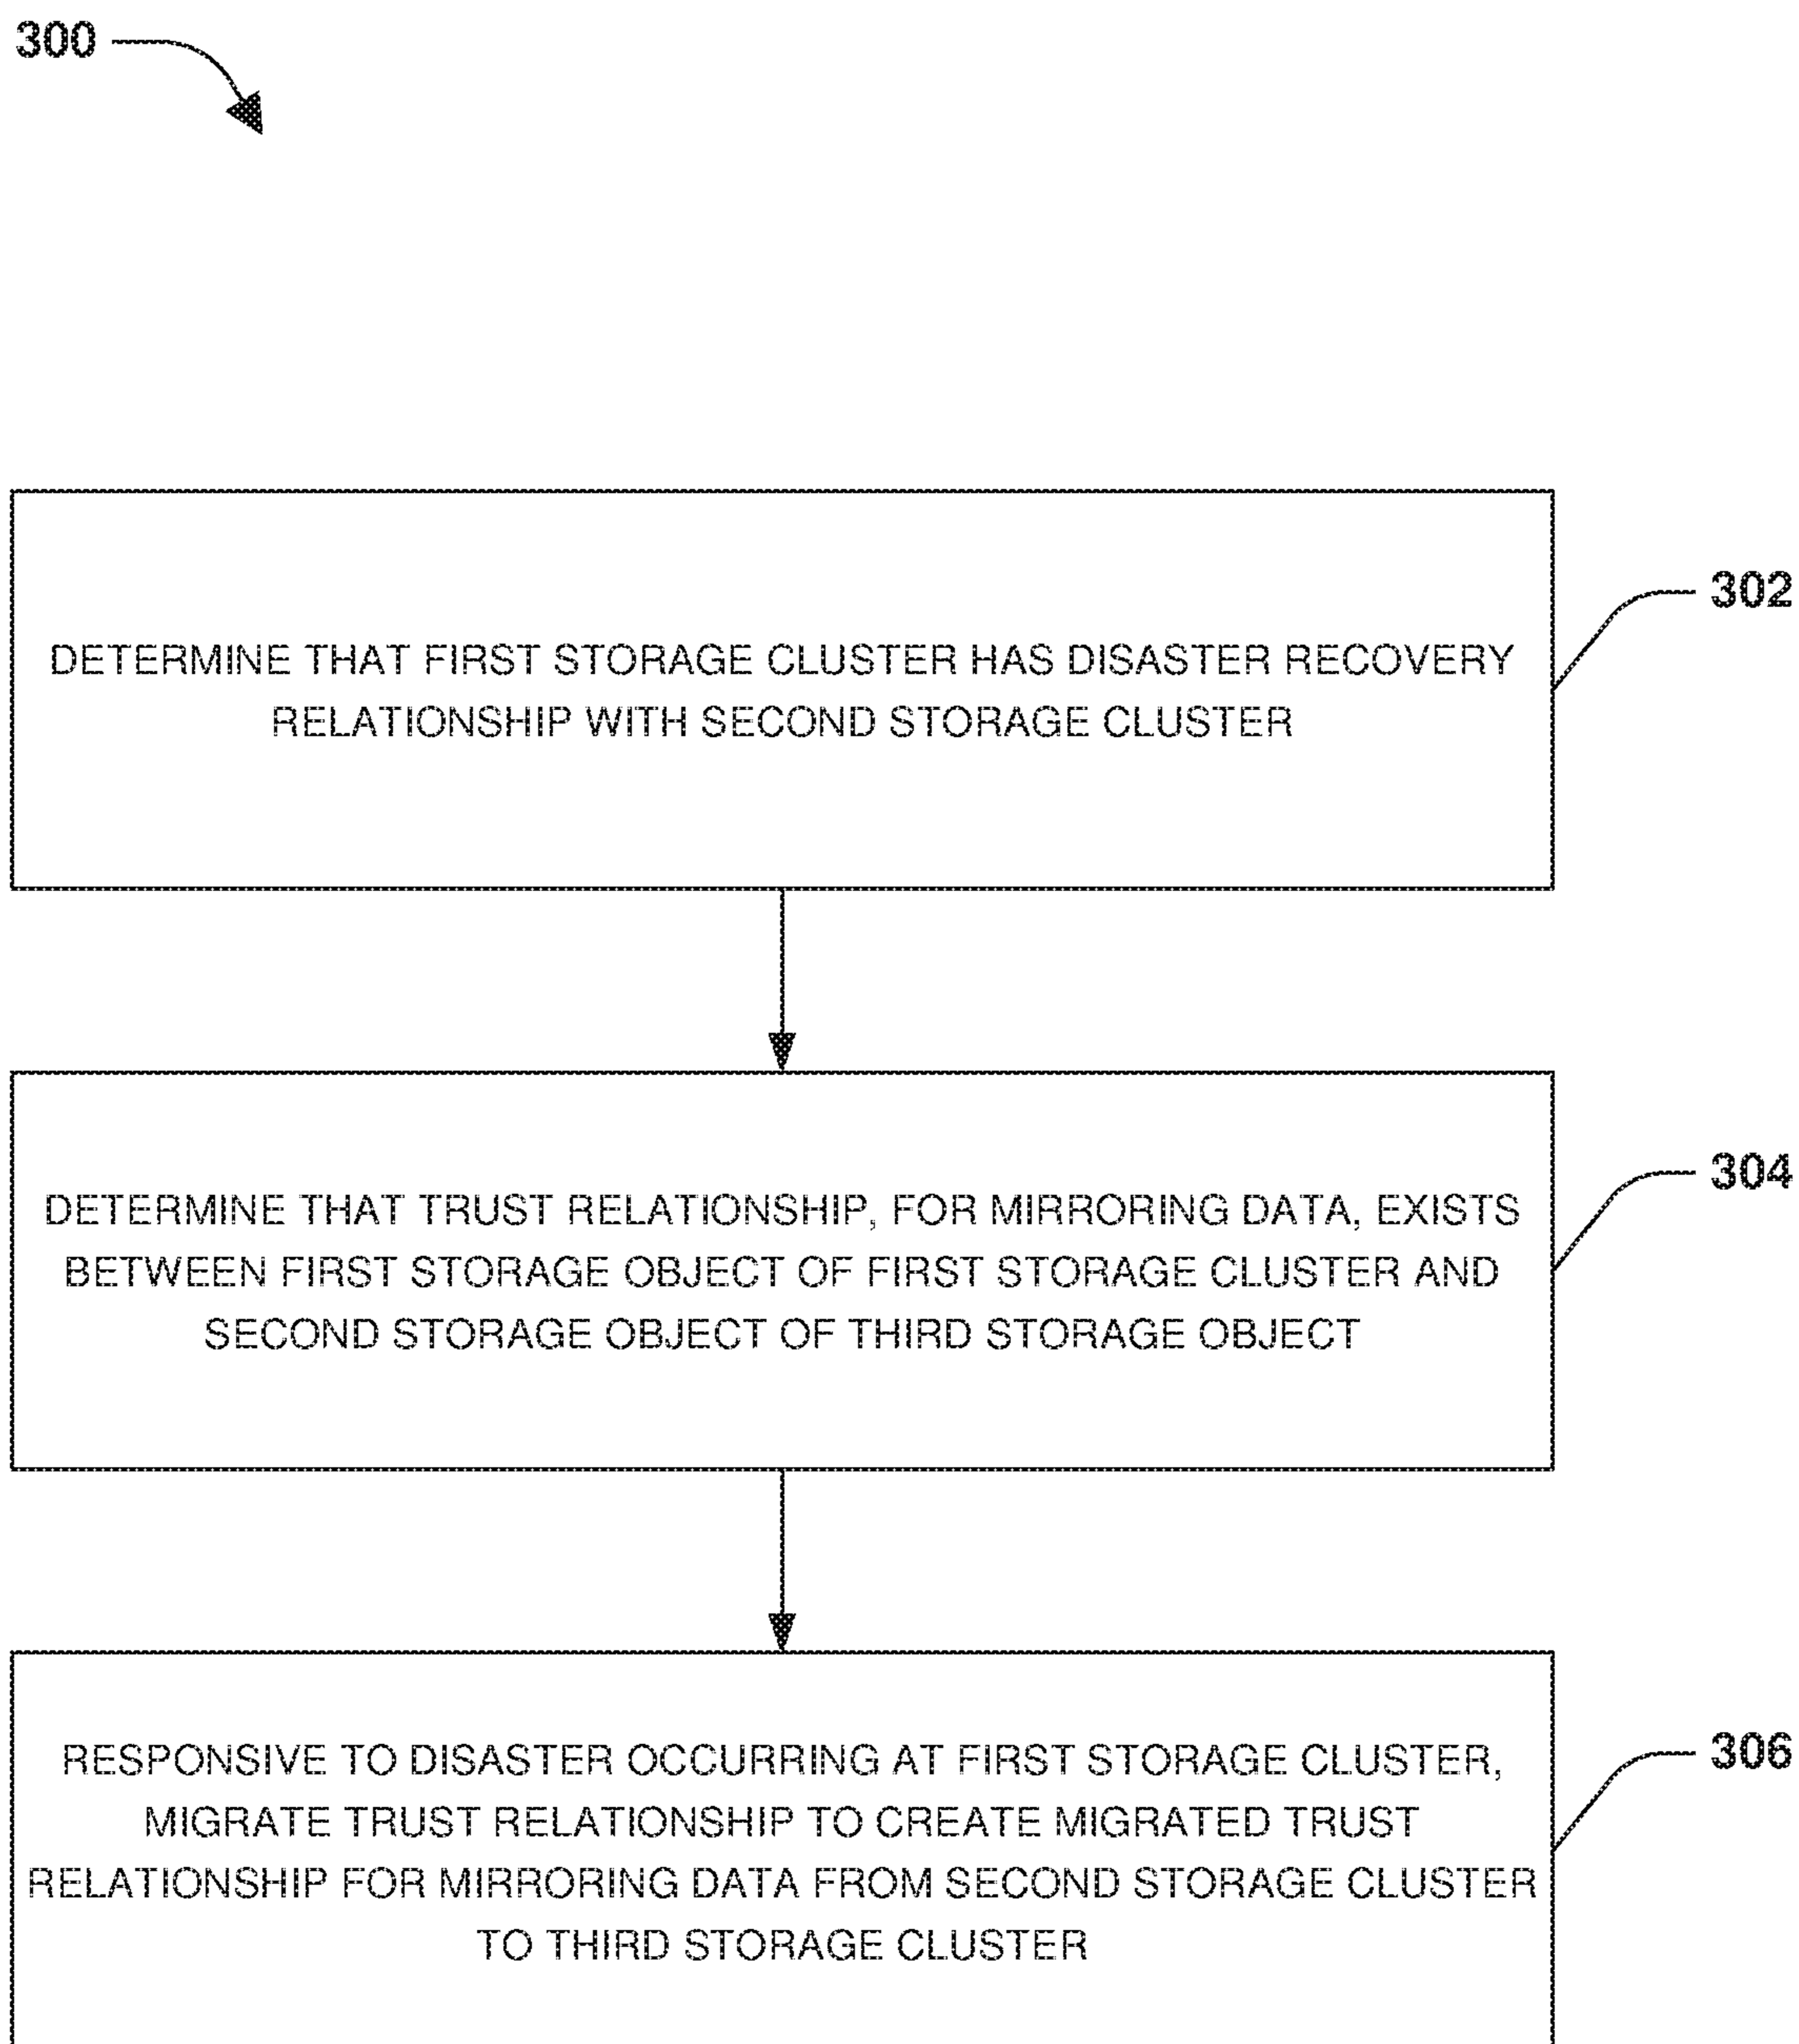 300
DETERMINE THAT FIRST STORAGE CLUSTER HAS DISASTER RECOVERY
RELATIONSHIP WITH SECOND STORAGE CLUSTER
302
DETERMINE THAT TRUST RELATIONSHIP, FOR MIRRORING DATA, EXISTS
BETWEEN FIRST STORAGE OBJECT OF FIRST STORAGE CLUSTER AND
SECOND STORAGE OBJECT OF THIRD STORAGE OBJECT
304
RESPONSIVE TO DISASTER OCCURRING AT FIRST STORAGE CLUSTER,
MIGRATE TRUST RELATIONSHIP TO CREATE MIGRATED TRUST
RELATIONSHIP FOR MIRRORING DATA FROM SECOND STORAGE CLUSTER
TO THIRD STORAGE CLUSTER
306